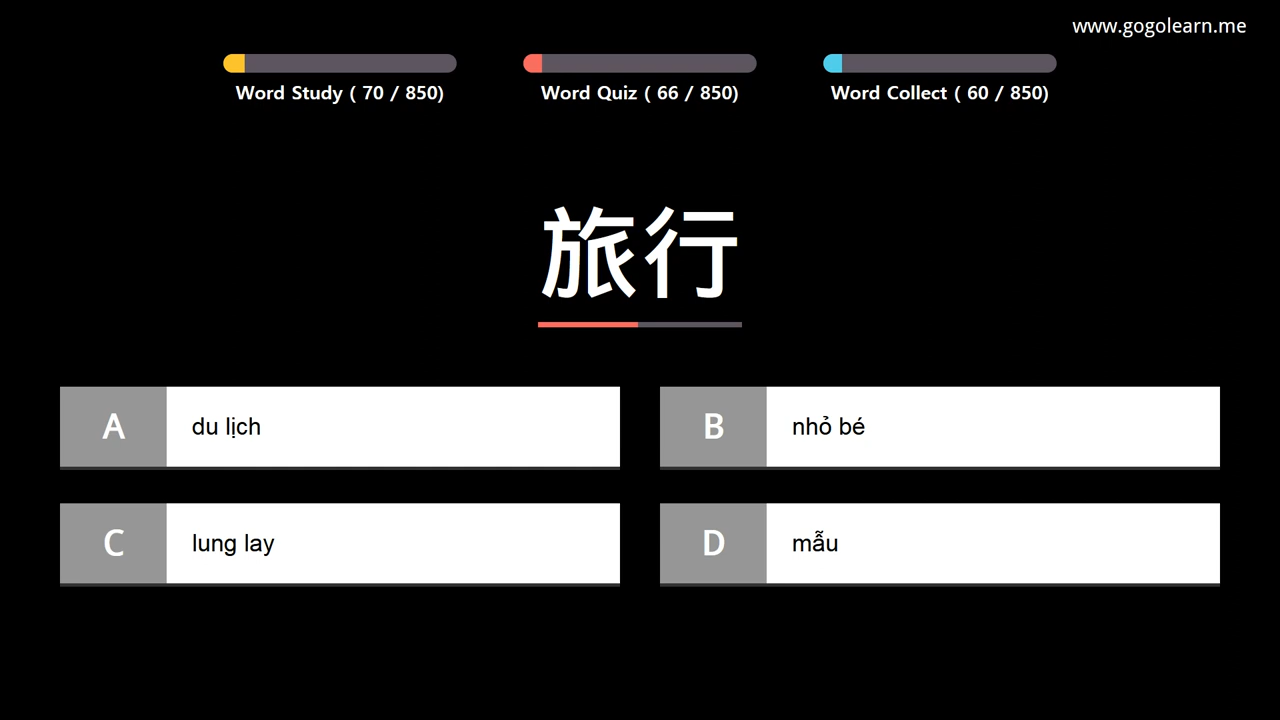 www.gogolearn.me
Word Study ( 70 / 850)
Word Quiz ( 66 / 850)
Word Collect ( 60 / 850)
旅行
A
du lịch
B
nhỏ bé
C
lung lay
D
mẫu